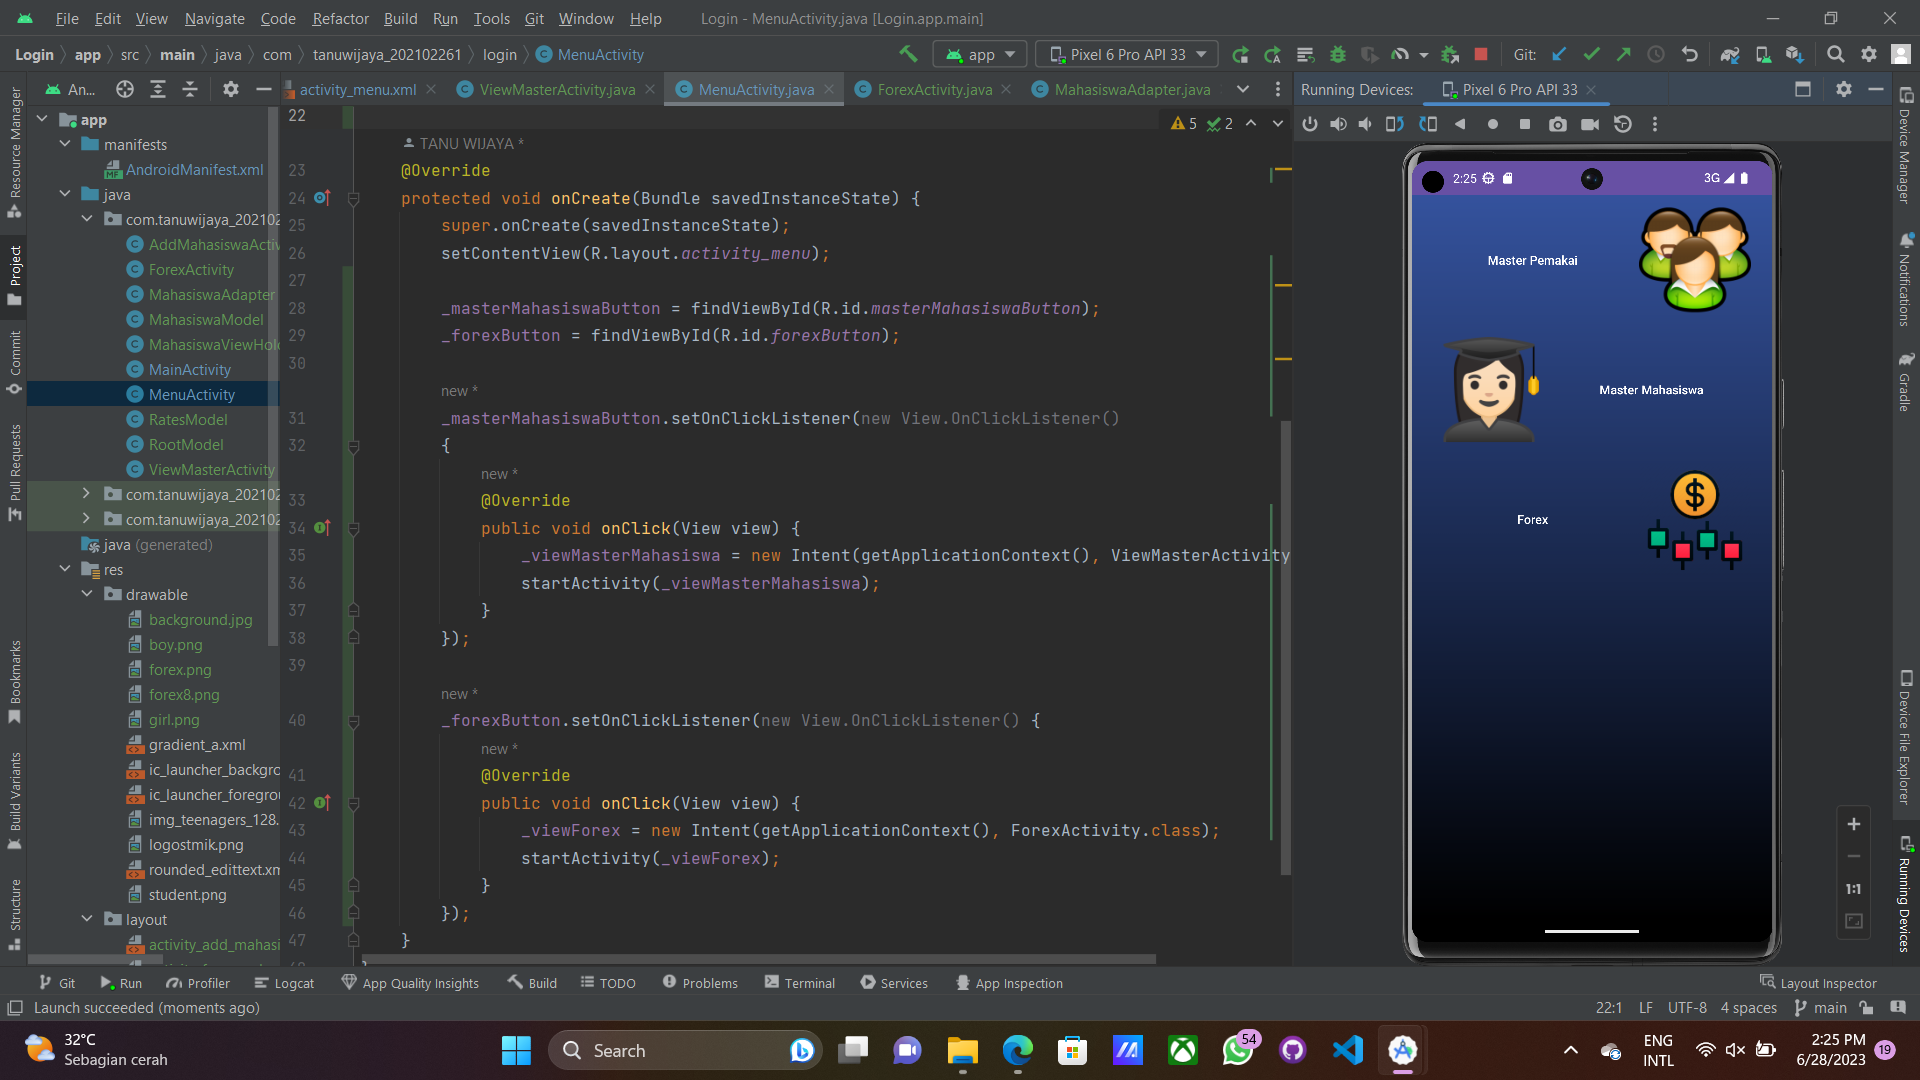 File Edit View Navigate Code Refactor Build Run Tools Git Window Help Login - MenuActivity.java [Login.app.main]
Login app src main java com tanuwijaya_202102261 login MenuActivity app Pixel 6 Pro API 33 Git:
An... activity_menu.xml ViewMasterActivity.java MenuActivity.java ForexActivity.java MahasiswaAdapter.java Running Devices: Pixel 6 Pro API 33
Resource Manager
Project
Commit
Pull Requests
Bookmarks
Build Variants
Structure
app
manifests
AndroidManifest.xml
java
com.tanuwijaya_20210
AddMahasiswaActiv
ForexActivity
MahasiswaAdapter
MahasiswaModel
MahasiswaViewHol
MainActivity
MenuActivity
RatesModel
RootModel
ViewMasterActivity
com.tanuwijaya_20210
com.tanuwijaya_20210
java (generated)
res
drawable
background.jpg
boy.png
forex.png
forex8.png
girl.png
gradient_a.xml
ic_launcher_backgro
ic_launcher_foregrou
img_teenagers_128.
logostmik.png
rounded_edittext.xm
student.png
layout
activity_add_mahasi
22 5 2
TANU WIJAYA *
23 @Override
24 protected void onCreate(Bundle savedInstanceState) {
25 super.onCreate(savedInstanceState);
26 setContentView(R.layout.activity_menu);
27
28 _masterMahasiswaButton = findViewById(R.id.masterMahasiswaButton);
29 _forexButton = findViewById(R.id.forexButton);
30
new *
31 _masterMahasiswaButton.setOnClickListener(new View.OnClickListener()
32 {
new *
33 @Override
34 public void onClick(View view) {
35 _viewMasterMahasiswa = new Intent(getApplicationContext(), ViewMasterActivity
36 startActivity(_viewMasterMahasiswa);
37 }
38 });
39
new *
40 _forexButton.setOnClickListener(new View.OnClickListener() {
new *
41 @Override
42 public void onClick(View view) {
43 _viewForex = new Intent(getApplicationContext(), ForexActivity.class);
44 startActivity(_viewForex);
45 }
46 });
47 }
2:25 3G
Master Pemakai
Master Mahasiswa
Forex
1:1
Device Manager
Notifications
Gradle
Device File Explorer
Running Devices
Git Run Profiler Logcat App Quality Insights Build TODO Problems Terminal Services App Inspection Layout Inspector
Launch succeeded (moments ago) 22:1 LF UTF-8 4 spaces main
32°C
Sebagian cerah
Search
54
ENG
INTL
2:25 PM
6/28/2023
19